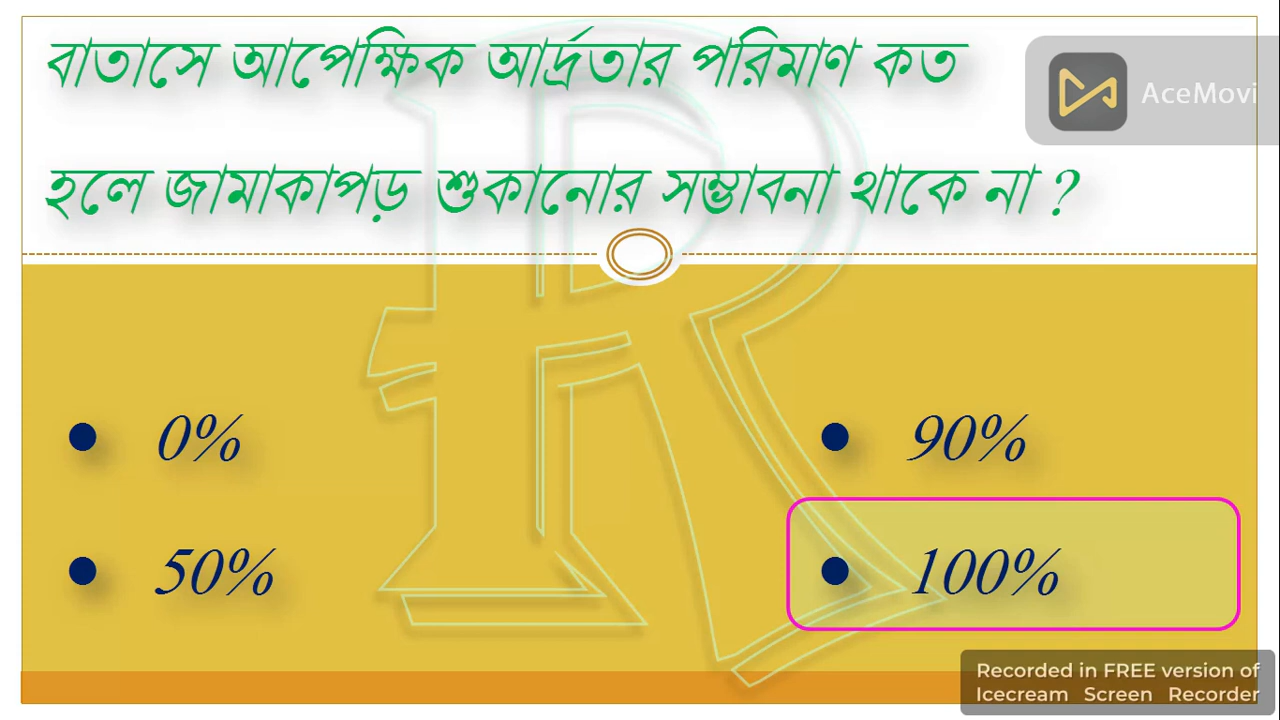 বাতাসে আপেক্ষিক আর্দ্রতার পরিমাণ কত
হলে জামাকাপড় শুকানোর সম্ভাবনা থাকে না ?
AceMovi
• 0%
• 90%
• 50%
• 100%
Recorded in FREE version of
Icecream Screen Recorder